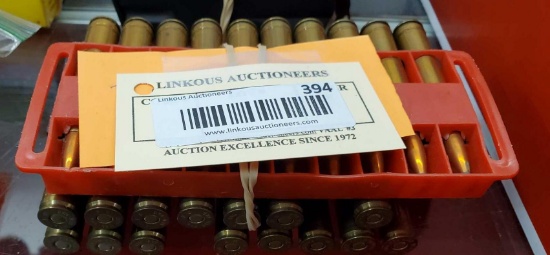 LINKOUS AUCTIONEERS
Linkous Auctioneers
394
www.linkousauctioneers.com
AUCTION EXCELLENCE SINCE 1972